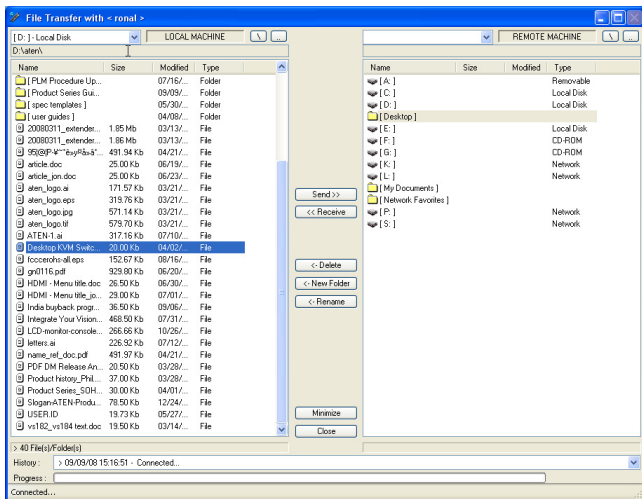 File Transfer with < ronal >
[ D: ] - Local Disk LOCAL MACHINE \ .. REMOTE MACHINE \ ..
D:\aten\
Name Size Modified Type
[ PLM Procedure Up... 07/16/... Folder
[ Product Series Gui... 09/09/... Folder
[ spec templates ] 05/30/... Folder
[ user guides ] 04/08/... Folder
20080311_extender... 1.85 Mb 03/13/... File
20080311_extender... 1.86 Mb 03/13/... File
491.94 Kb 04/21/... File
article.doc 25.00 Kb 06/19/... File
article_jon.doc 25.00 Kb 06/23/... File
aten_logo.ai 171.57 Kb 03/21/... File
aten_logo.eps 319.76 Kb 03/21/... File
aten_logo.jpg 571.14 Kb 03/21/... File
aten_logo.tif 579.70 Kb 03/21/... File
ATEN-1.ai 317.16 Kb 07/10/... File
Desktop KVM Switc... 20.00 Kb 04/02/... File
fcccerohs-all.eps 152.67 Kb 08/16/... File
gn0116.pdf 929.80 Kb 06/20/... File
HDMI - Menu title.doc 26.50 Kb 06/30/... File
HDMI - Menu title_jo... 29.00 Kb 07/01/... File
India buyback progr... 36.50 Kb 09/06/... File
Integrate Your Vision... 468.50 Kb 07/31/... File
LCD-monitor-console... 266.66 Kb 10/26/... File
letters.ai 226.92 Kb 07/12/... File
name_ref_doc.pdf 491.97 Kb 04/21/... File
PDF DM Release An... 20.50 Kb 03/28/... File
Product history_Phil,... 37.00 Kb 03/28/... File
Product Series_SOH... 30.00 Kb 04/01/... File
Slogan-ATEN-Produ... 78.50 Kb 12/24/... File
USER.ID 19.73 Kb 05/27/... File
vs182_vs184 text.doc 19.50 Kb 03/14/... File
> 40 File(s)/Folder(s)
Send >>
<< Receive
<- Delete
<- New Folder
<- Rename
Minimize
Close
Name Size Modified Type
[ A: ] Removable
[ C: ] Local Disk
[ D: ] Local Disk
[ Desktop ]
[ E: ] Local Disk
[ F: ] CD-ROM
[ G: ] CD-ROM
[ K: ] Network
[ L: ] Network
[ My Documents ]
[ Network Favorites ]
[ P: ] Network
[ S: ] Network
History : > 09/09/08 15:16:51 - Connected...
Progress :
Connected...